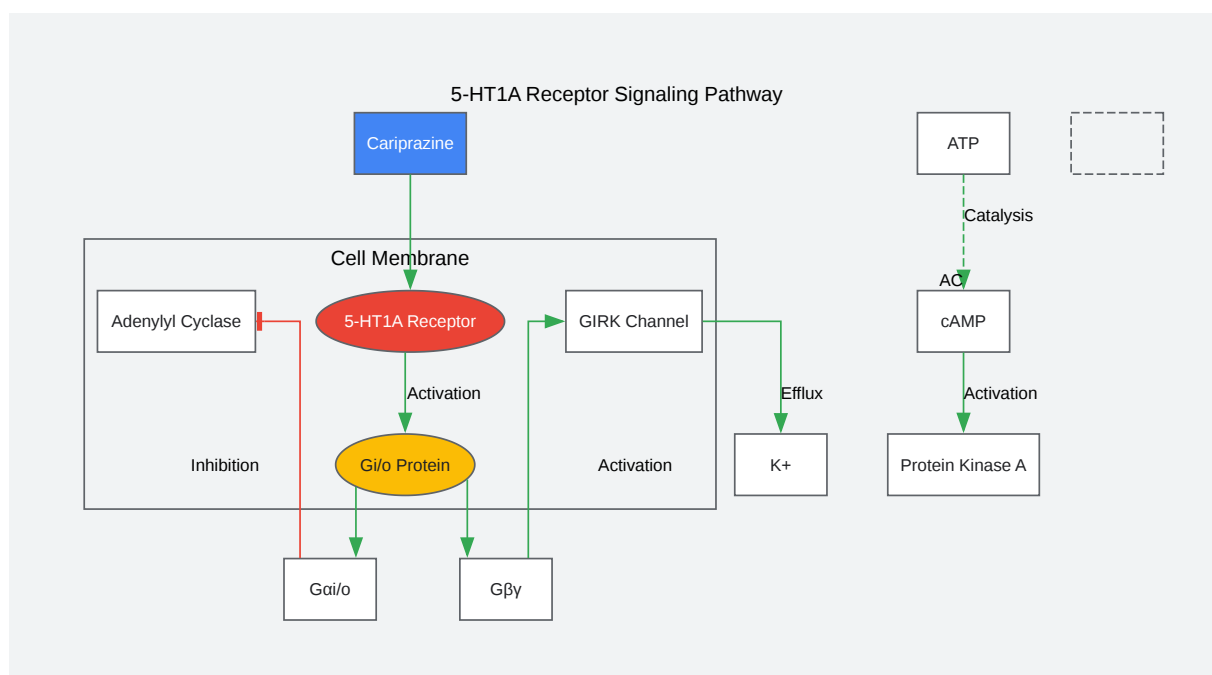 5-HT1A Receptor Signaling Pathway
Cariprazine
ATP
Catalysis
Cell Membrane
AC
Adenylyl Cyclase
5-HT1A Receptor
GIRK Channel
cAMP
Activation
Efflux
Activation
Inhibition
Gi/o Protein
Activation
K+
Protein Kinase A
Gαi/o
Gβγ